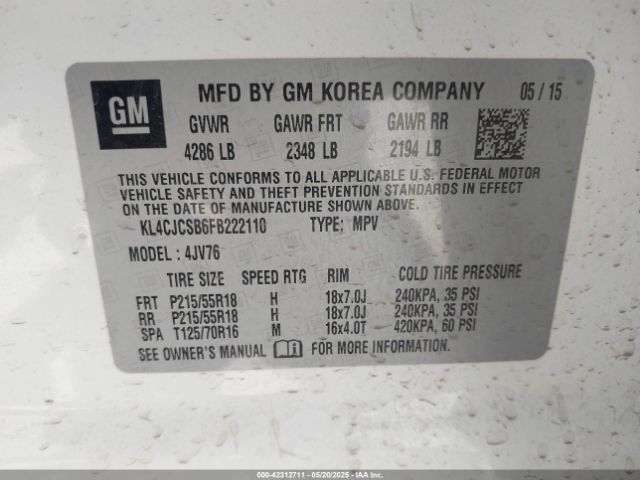 GM MFD BY GM KOREA COMPANY 05 / 15
GVWR GAWR FRT GAWR RR
4286 LB 2348 LB 2194 LB
THIS VEHICLE CONFORMS TO ALL APPLICABLE U.S. FEDERAL MOTOR
VEHICLE SAFETY AND THEFT PREVENTION STANDARDS IN EFFECT
ON THE DATE OF MANUFACTURE SHOWN ABOVE.
KL4CJCSB6FB222110 TYPE: MPV
MODEL : 4JV76
TIRE SIZE SPEED RTG RIM COLD TIRE PRESSURE
FRT P215/55R18 H 18x7.0J 240KPA, 35 PSI
RR P215/55R18 H 18x7.0J 240KPA, 35 PSI
SPA T125/70R16 M 16x4.0T 420KPA, 60 PSI
SEE OWNER'S MANUAL FOR MORE INFORMATION.
000-42312711 - 05/20/2025 - IAAI.COM